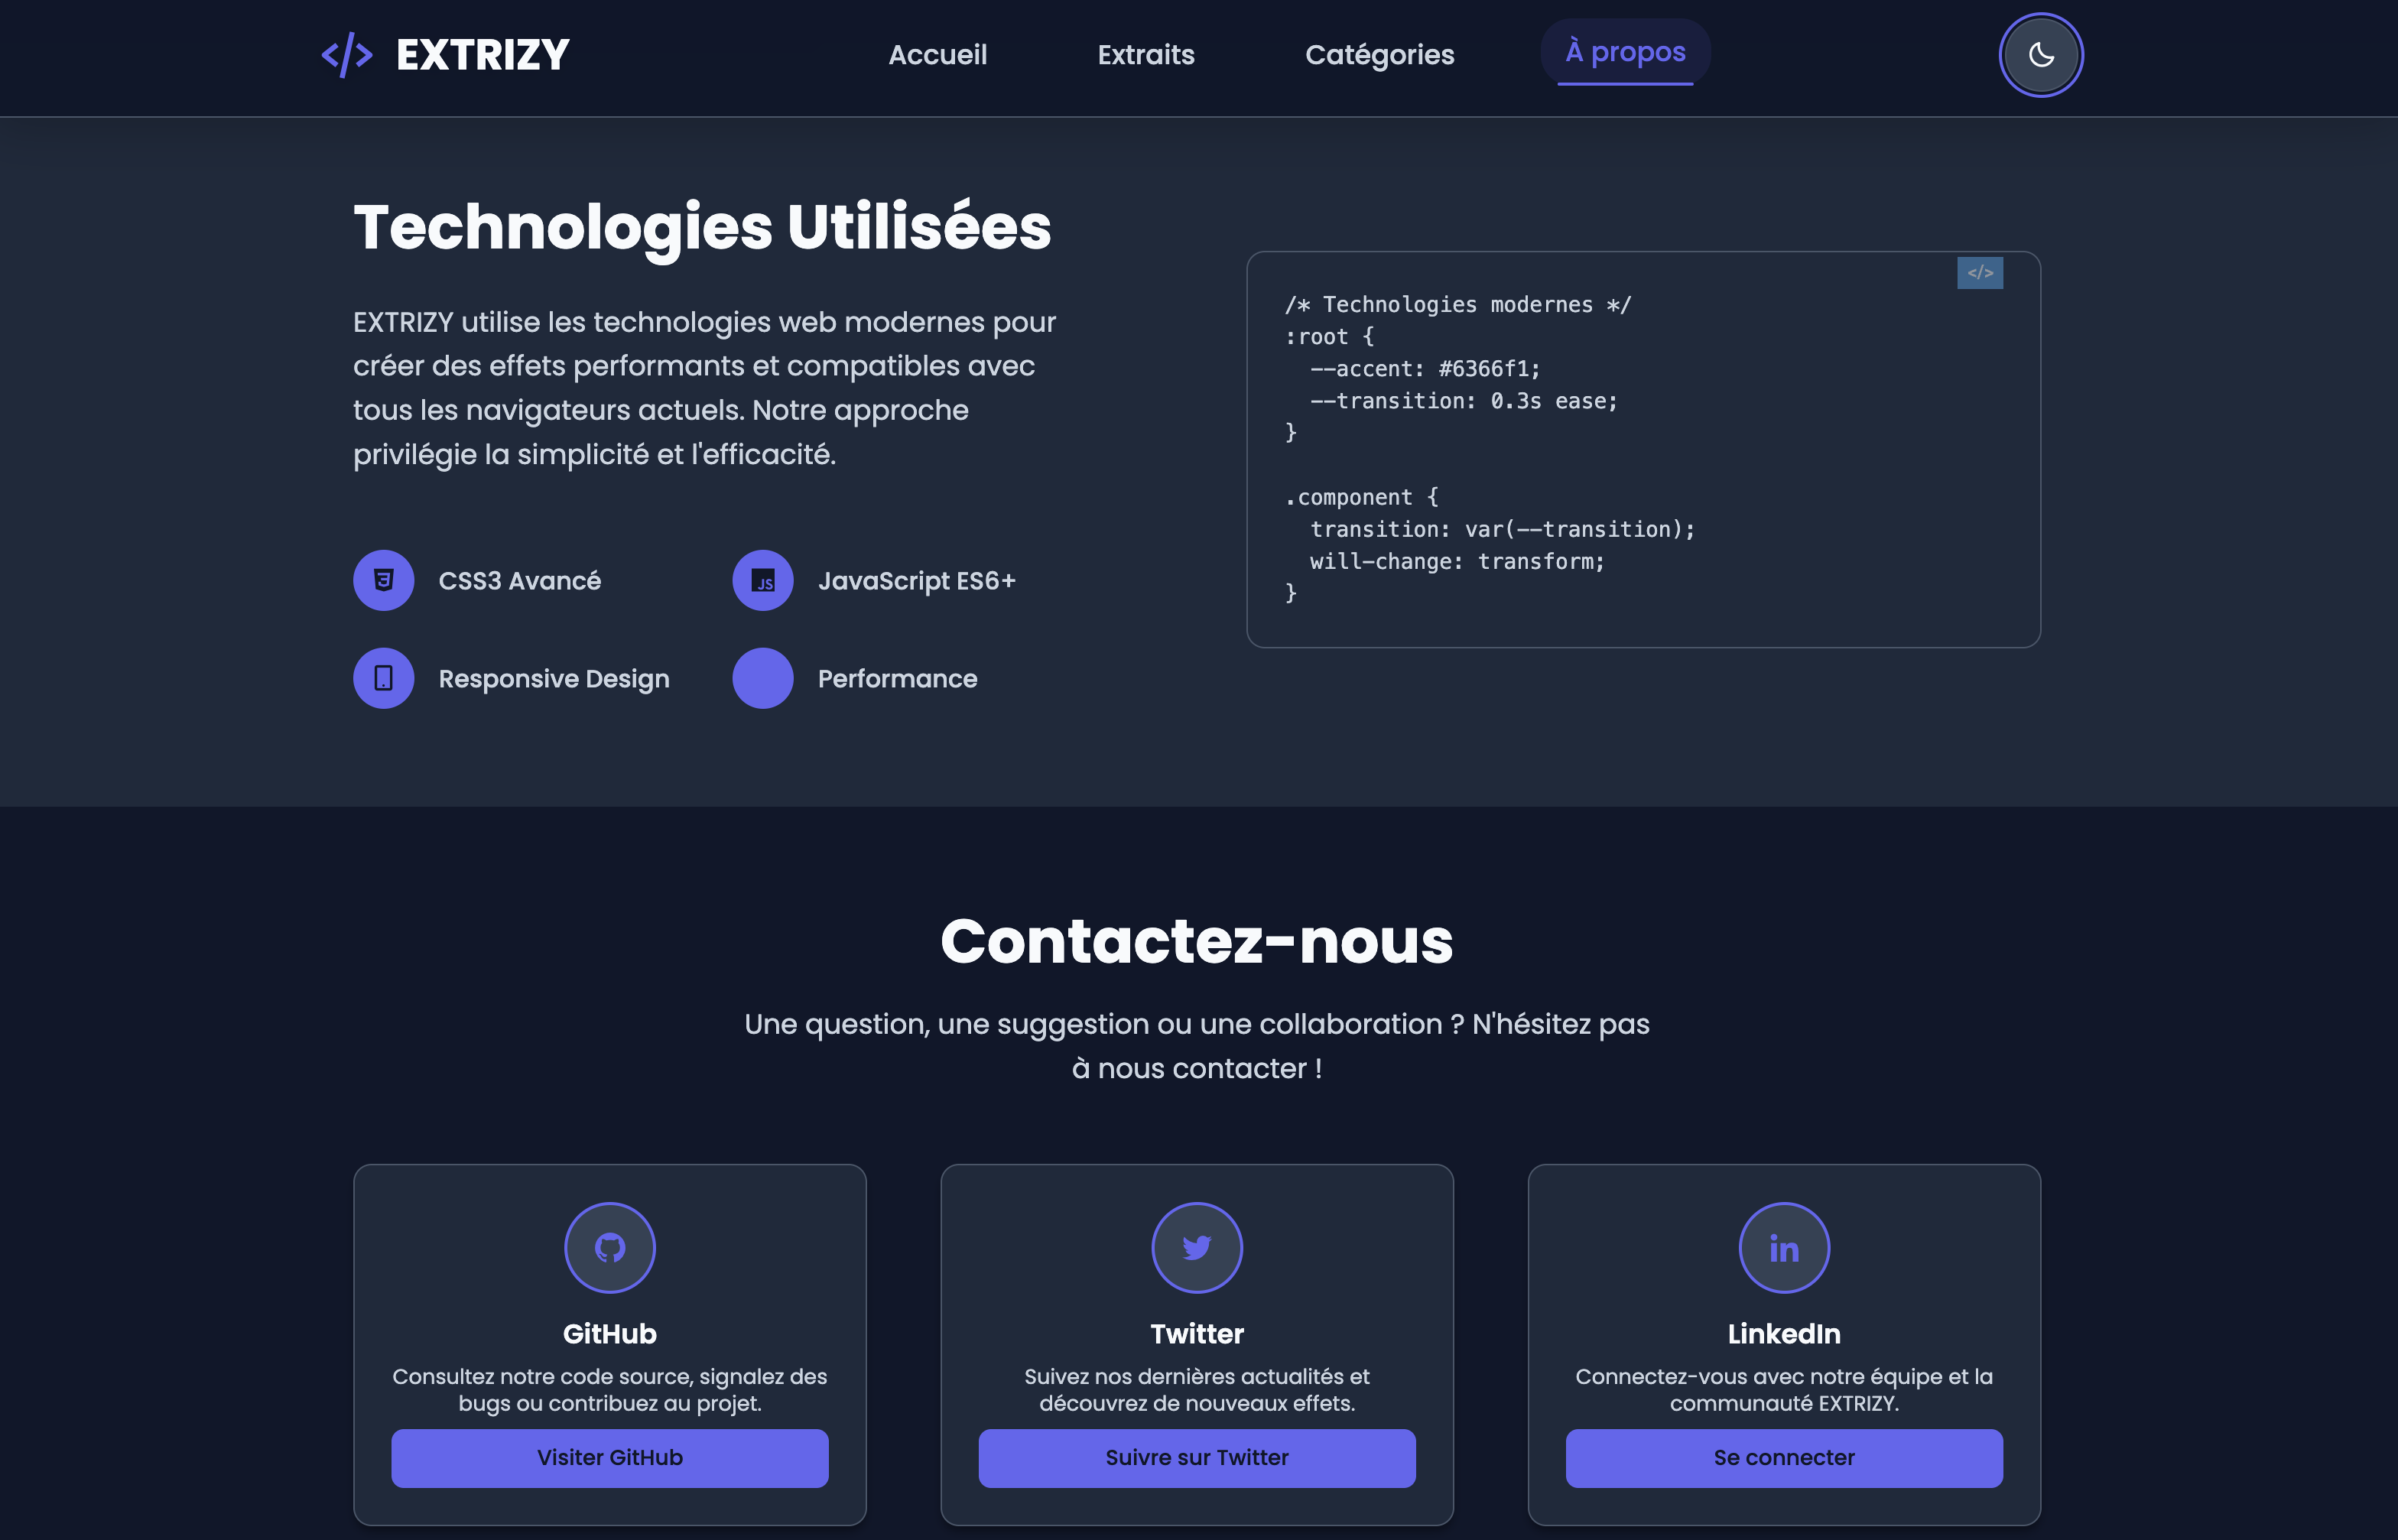 </> EXTRIZY
Accueil
Extraits
Catégories
À propos
Technologies Utilisées
EXTRIZY utilise les technologies web modernes pour
créer des effets performants et compatibles avec
tous les navigateurs actuels. Notre approche
privilégie la simplicité et l'efficacité.
CSS3 Avancé
JS
JavaScript ES6+
Responsive Design
Performance
</>
/* Technologies modernes */
:root {
  --accent: #6366f1;
  --transition: 0.3s ease;
}
.component {
  transition: var(--transition);
  will-change: transform;
}
Contactez-nous
Une question, une suggestion ou une collaboration ? N'hésitez pas
à nous contacter !
GitHub
Consultez notre code source, signalez des
bugs ou contribuez au projet.
Visiter GitHub
Twitter
Suivez nos dernières actualités et
découvrez de nouveaux effets.
Suivre sur Twitter
in
LinkedIn
Connectez-vous avec notre équipe et la
communauté EXTRIZY.
Se connecter